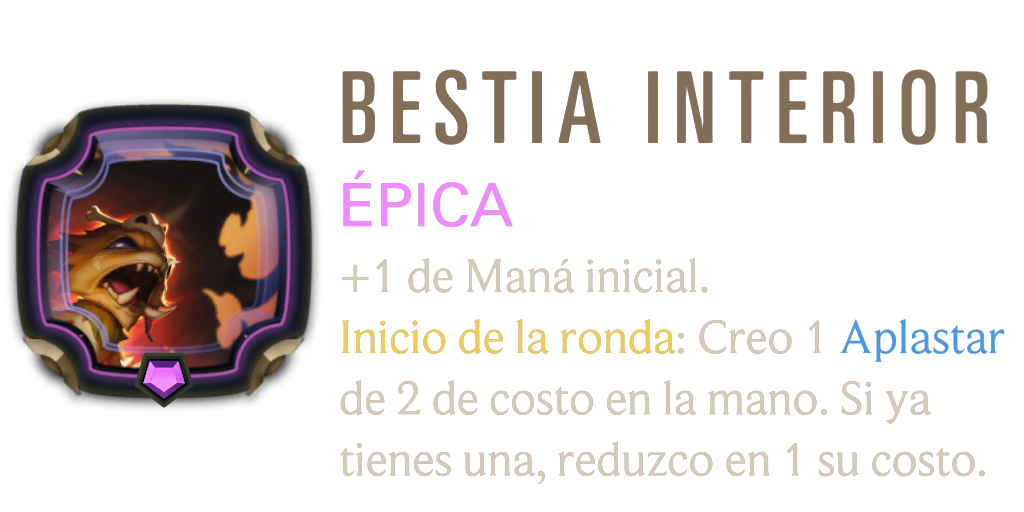 BESTIA INTERIOR
ÉPICA
+1 de Maná inicial.
Inicio de la ronda: Creo 1 Aplastar
de 2 de costo en la mano. Si ya
tienes una, reduzco en 1 su costo.